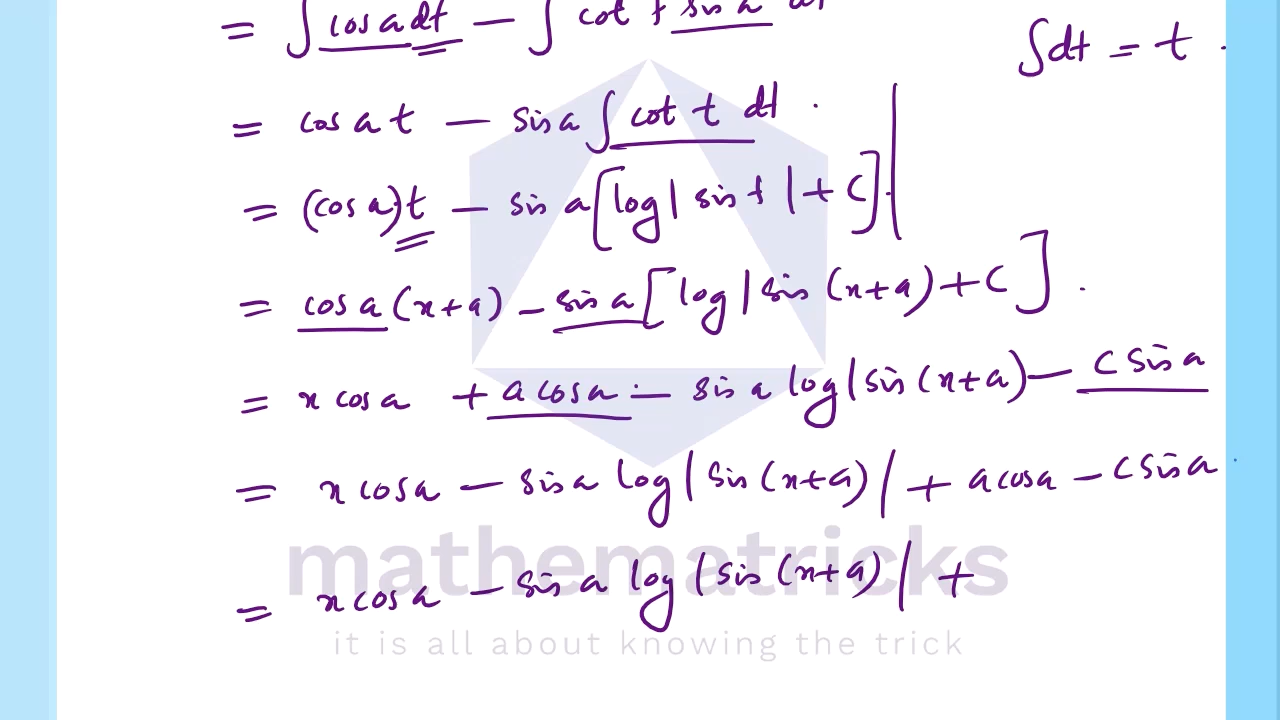 = ∫ cos a dt − ∫ cot t sin a dt
∫dt = t .
= cos a t − sin a ∫ cot t dt .
= (cos a) t − sin a [log | sin t | + C] .
= cos a (x+a) − sin a [log | sin (x+a) + C ] .
= x cos a + a cos a − sin a log | sin (x+a) − C sin a
= x cos a − sin a log | sin (x+a) | + a cos a − C sin a .
= x cos a − sin a log | sin (x+a) | +
mathematricks
it is all about knowing the trick